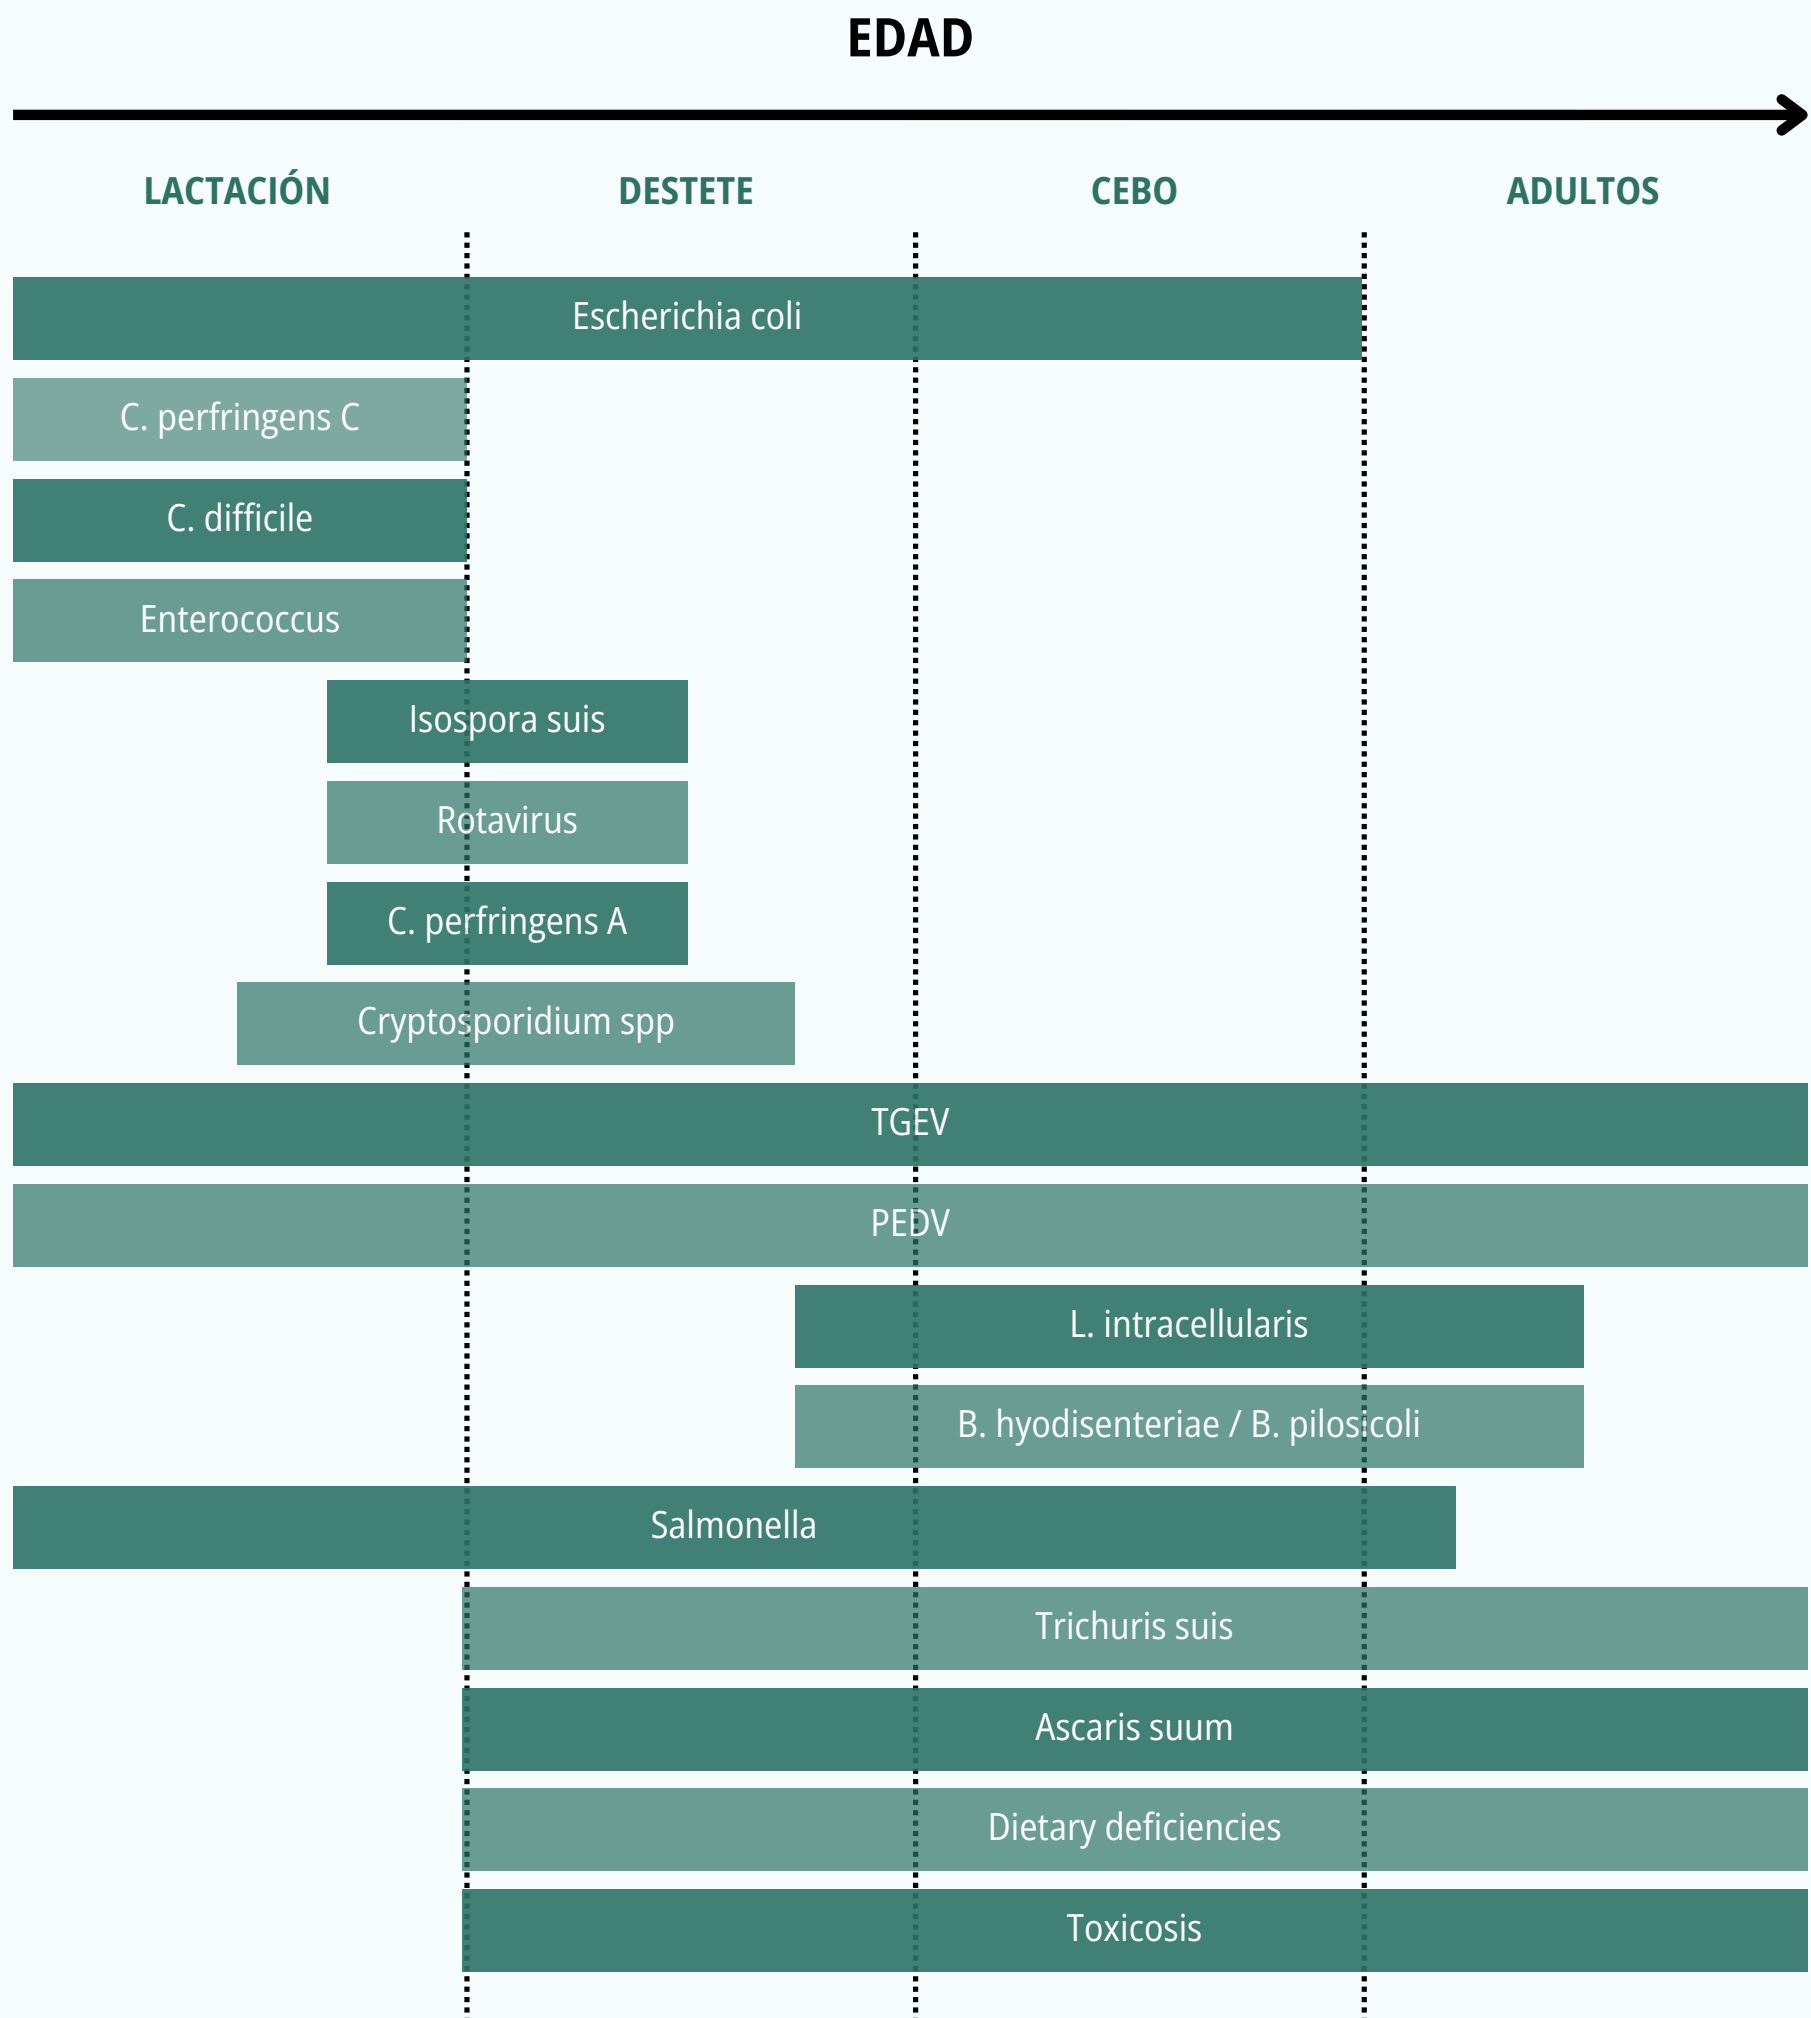 EDAD
LACTACIÓN DESTETE CEBO ADULTOS
Escherichia coli
C. perfringens C
C. difficile
Enterococcus
Isospora suis
Rotavirus
C. perfringens A
Cryptosporidium spp
TGEV
PEDV
L. intracellularis
B. hyodisenteriae / B. pilosicoli
Salmonella
Trichuris suis
Ascaris suum
Dietary deficiencies
Toxicosis